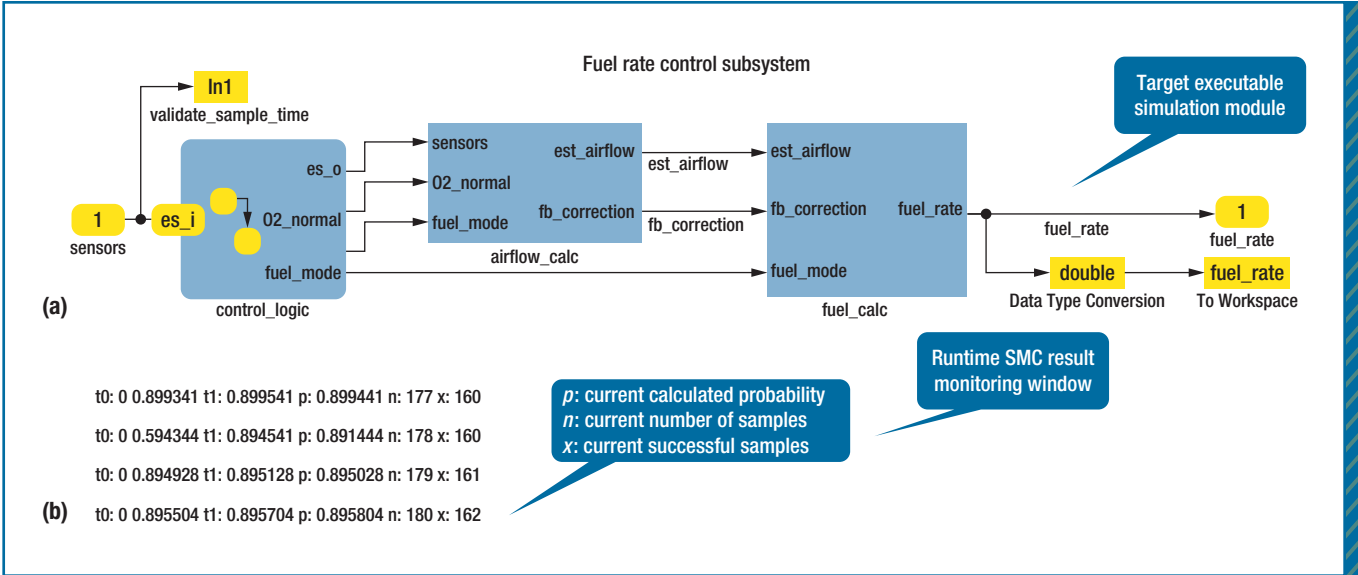 Fuel rate control subsystem
Target executable
simulation module
In1
validate_sample_time
1
sensors
es_i
es_o
O2_normal
fuel_mode
control_logic
sensors
O2_normal
fuel_mode
est_airflow
fb_correction
airflow_calc
est_airflow
fb_correction
est_airflow
fb_correction
fuel_mode
fuel_rate
fuel_calc
fuel_rate
1
fuel_rate
double
Data Type Conversion
fuel_rate
To Workspace
(a)
Runtime SMC result
monitoring window
p: current calculated probability
n: current number of samples
x: current successful samples
t0: 0 0.899341 t1: 0.899541 p: 0.899441 n: 177 x: 160
t0: 0 0.594344 t1: 0.894541 p: 0.891444 n: 178 x: 160
t0: 0 0.894928 t1: 0.895128 p: 0.895028 n: 179 x: 161
(b) t0: 0 0.895504 t1: 0.895704 p: 0.895804 n: 180 x: 162